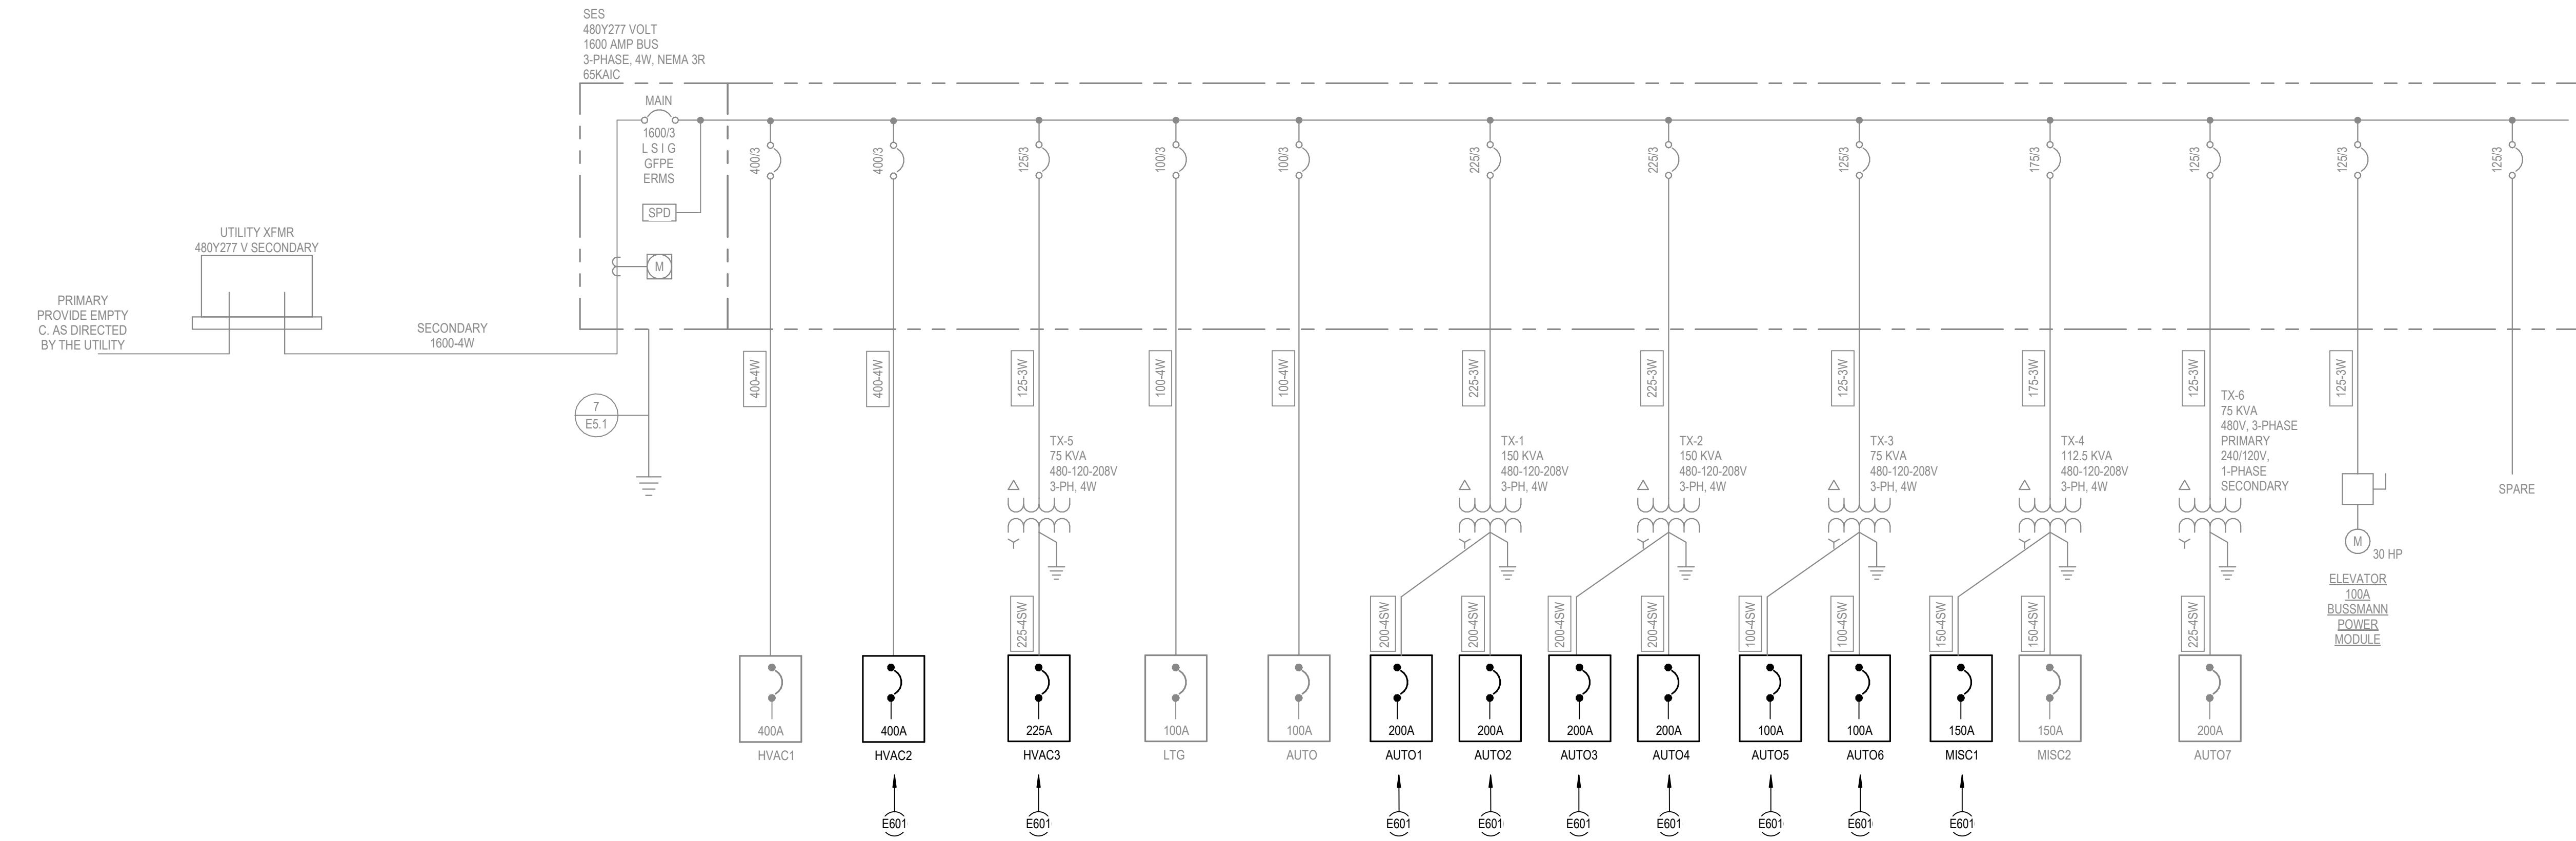 SES
480Y277 VOLT
1600 AMP BUS
3-PHASE, 4W, NEMA 3R
65KAIC
MAIN
1600/3
L S I G
GFPE
ERMS
SPD
M
UTILITY XFMR
480Y277 V SECONDARY
PRIMARY
PROVIDE EMPTY
C. AS DIRECTED
BY THE UTILITY
SECONDARY
1600-4W
7
E5.1
400/3
400/3
125/3
100/3
100/3
225/3
225/3
125/3
175/3
125/3
125/3
125/3
400-4W
400-4W
125-3W
100-4W
100-4W
225-3W
225-3W
125-3W
175-3W
125-3W
125-3W
TX-5
75 KVA
480-120-208V
3-PH, 4W
TX-1
150 KVA
480-120-208V
3-PH, 4W
TX-2
150 KVA
480-120-208V
3-PH, 4W
TX-3
75 KVA
480-120-208V
3-PH, 4W
TX-4
112.5 KVA
480-120-208V
3-PH, 4W
TX-6
75 KVA
480V, 3-PHASE
PRIMARY
240/120V,
1-PHASE
SECONDARY
SPARE
M
30 HP
ELEVATOR
100A
BUSSMANN
POWER
MODULE
225-4SW
200-4SW
200-4SW
200-4SW
200-4SW
100-4SW
100-4SW
150-4SW
150-4SW
225-4SW
400A
400A
225A
100A
100A
200A
200A
200A
200A
100A
100A
150A
150A
200A
HVAC1
HVAC2
HVAC3
LTG
AUTO
AUTO1
AUTO2
AUTO3
AUTO4
AUTO5
AUTO6
MISC1
MISC2
AUTO7
E601
E601
E601
E601
E601
E601
E601
E601
E601